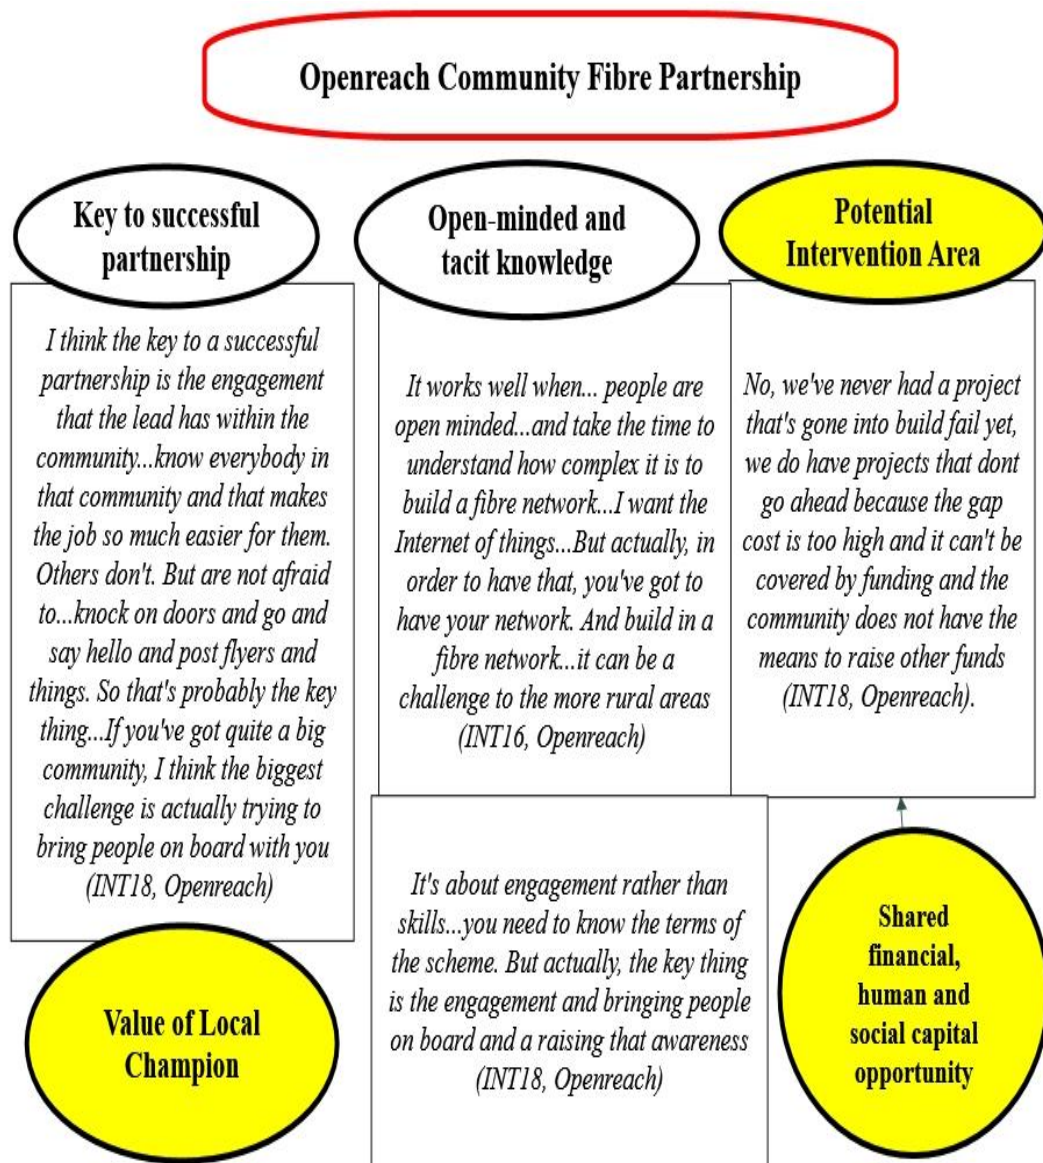 Openreach Community Fibre Partnership
Key to successful
partnership
I think the key to a successful
partnership is the engagement
that the lead has within the
community...know everybody in
that community and that makes
the job so much easier for them.
Others don't. But are not afraid
to...knock on doors and go and
say hello and post flyers and
things. So that's probably the key
thing...If you've got quite a big
community, I think the biggest
challenge is actually trying to
bring people on board with you
(INT18, Openreach)
Value of Local
Champion
Open-minded and
tacit knowledge
It works well when... people are
open minded...and take the time to
understand how complex it is to
build a fibre network...I want the
Internet of things...But actually, in
order to have that, you've got to
have your network. And build in a
fibre network...it can be a
challenge to the more rural areas
(INT16, Openreach)
It's about engagement rather than
skills...you need to know the terms of
the scheme. But actually, the key thing
is the engagement and bringing people
on board and a raising that awareness
(INT18, Openreach)
Potential
Intervention Area
No, we've never had a project
that's gone into build fail yet,
we do have projects that dont
go ahead because the gap
cost is too high and it can't be
covered by funding and the
community does not have the
means to raise other funds
(INT18, Openreach).
Shared
financial,
human and
social capital
opportunity